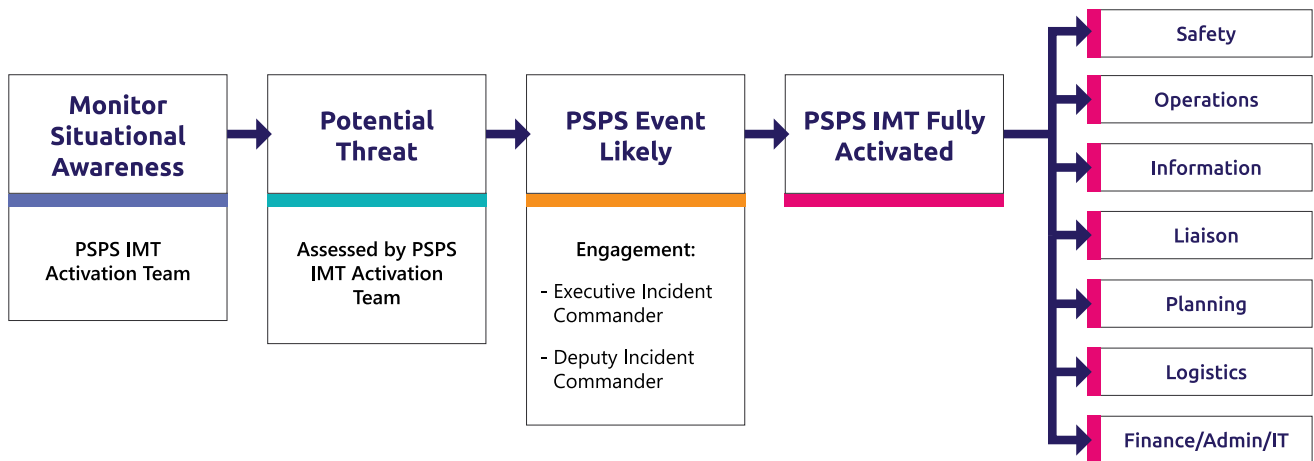 Monitor
Situational
Awareness
PSPS IMT
Activation Team
Potential
Threat
Assessed by PSPS
IMT Activation
Team
PSPS Event
Likely
Engagement:
- Executive Incident
Commander
- Deputy Incident
Commander
PSPS IMT Fully
Activated
Safety
Operations
Information
Liaison
Planning
Logistics
Finance/Admin/IT